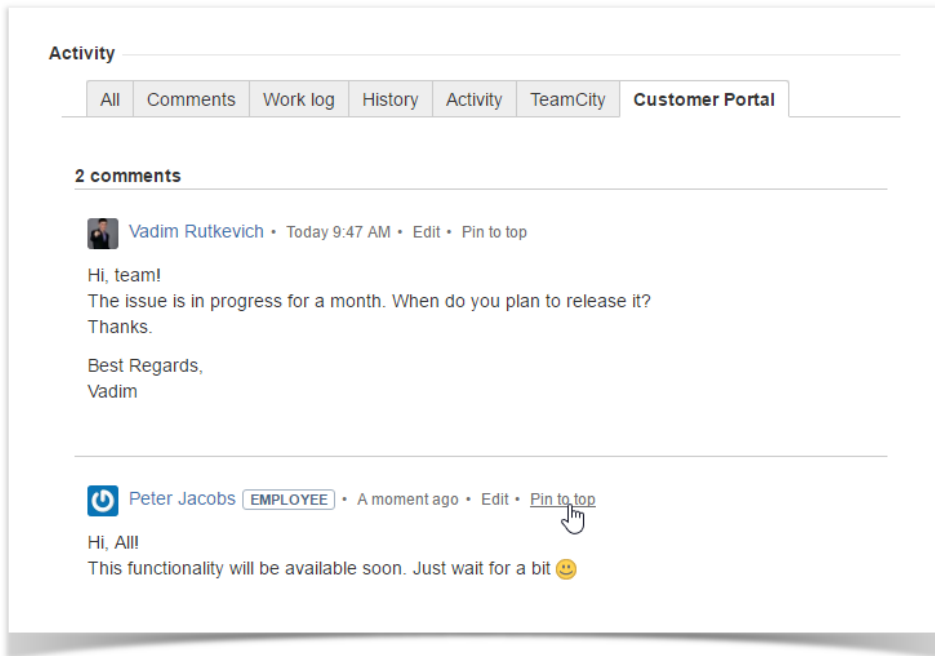 Activity
All Comments Work log History Activity TeamCity Customer Portal
2 comments
Vadim Rutkevich • Today 9:47 AM • Edit • Pin to top
Hi, team!
The issue is in progress for a month. When do you plan to release it?
Thanks.
Best Regards,
Vadim
Peter Jacobs EMPLOYEE • A moment ago • Edit • Pin to top
Hi, All!
This functionality will be available soon. Just wait for a bit 🙂